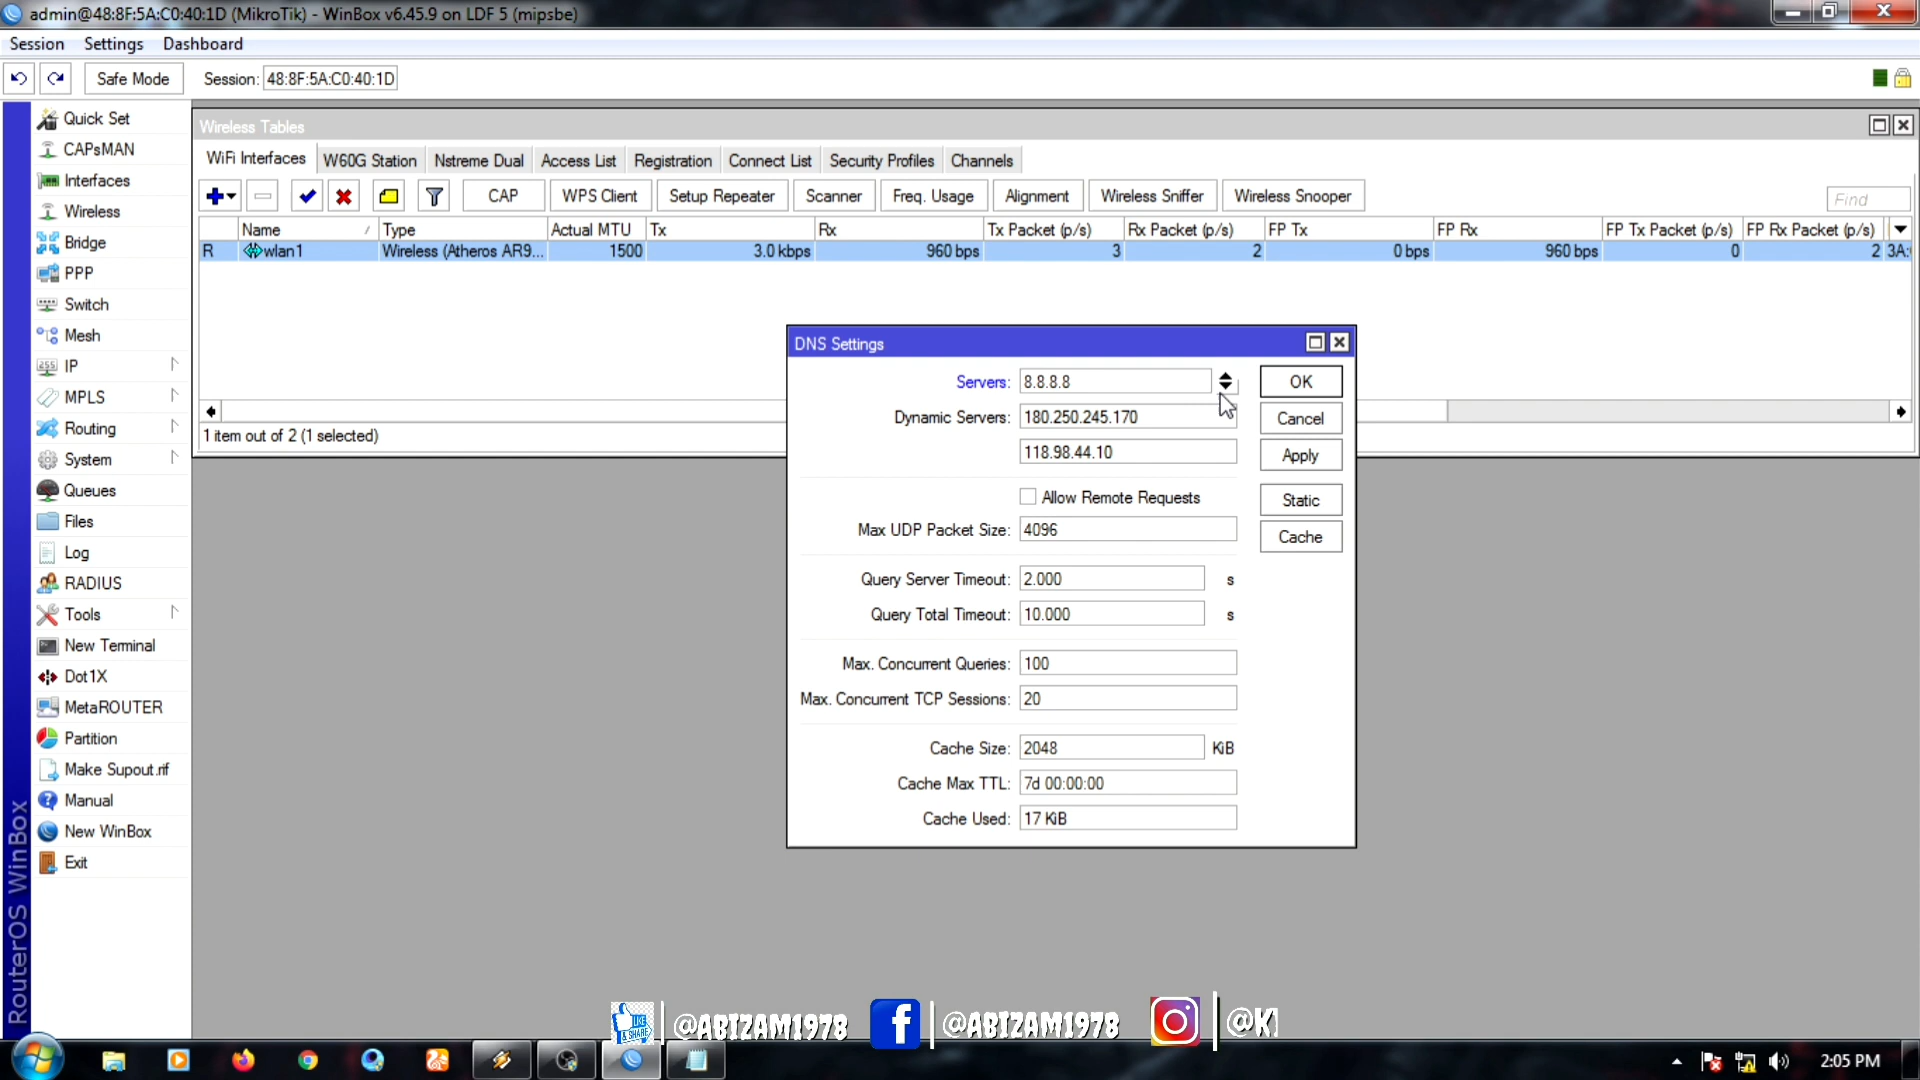 admin@48:8F:5A:C0:40:1D (MikroTik) - WinBox v6.45.9 on LDF 5 (mipsbe)
Session Settings Dashboard
Safe Mode Session: 48:8F:5A:C0:40:1D
Quick Set
CAPsMAN
Interfaces
Wireless
Bridge
PPP
Switch
Mesh
IP
MPLS
Routing
System
Queues
Files
Log
RADIUS
Tools
New Terminal
Dot1X
MetaROUTER
Partition
Make Supout.rif
Manual
New WinBox
Exit
RouterOS WinBox
Wireless Tables
WiFi Interfaces W60G Station Nstreme Dual Access List Registration Connect List Security Profiles Channels
CAP WPS Client Setup Repeater Scanner Freq. Usage Alignment Wireless Sniffer Wireless Snooper Find
Name / Type Actual MTU Tx Rx Tx Packet (p/s) Rx Packet (p/s) FP Tx FP Rx FP Tx Packet (p/s) FP Rx Packet (p/s)
R wlan1 Wireless (Atheros AR9... 1500 3.0 kbps 960 bps 3 2 0 bps 960 bps 0 2 3A:
1 item out of 2 (1 selected)
DNS Settings
Servers: 8.8.8.8
Dynamic Servers: 180.250.245.170
118.98.44.10
Allow Remote Requests
Max UDP Packet Size: 4096
Query Server Timeout: 2.000 s
Query Total Timeout: 10.000 s
Max. Concurrent Queries: 100
Max. Concurrent TCP Sessions: 20
Cache Size: 2048 KiB
Cache Max TTL: 7d 00:00:00
Cache Used: 17 KiB
OK
Cancel
Apply
Static
Cache
LIKE & SHARE @ABIZAM1978 f @ABIZAM1978 @K
2:05 PM